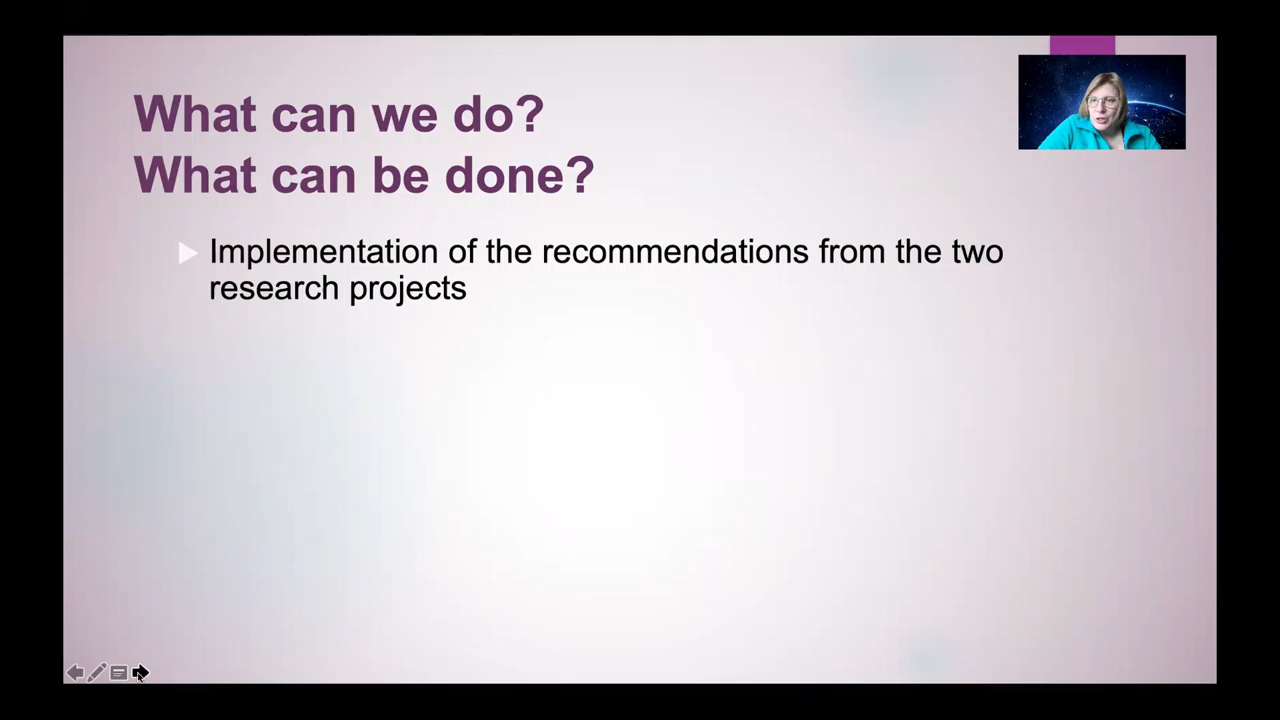 What can we do?
What can be done?
Implementation of the recommendations from the two
research projects